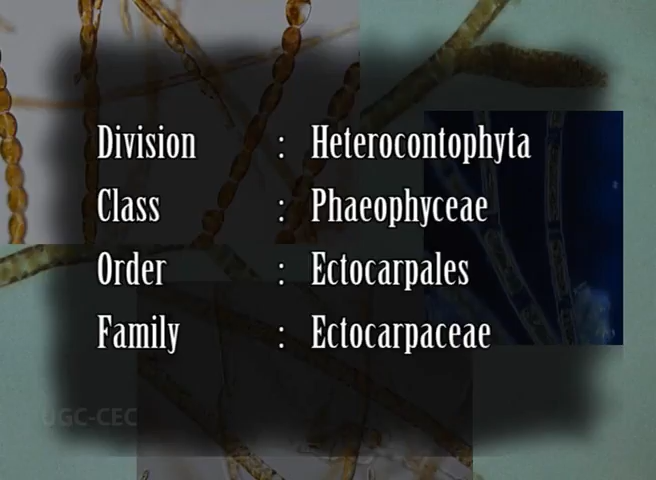 Division : Heterocontophyta
Class : Phaeophyceae
Order : Ectocarpales
Family : Ectocarpaceae
UGC-CEC